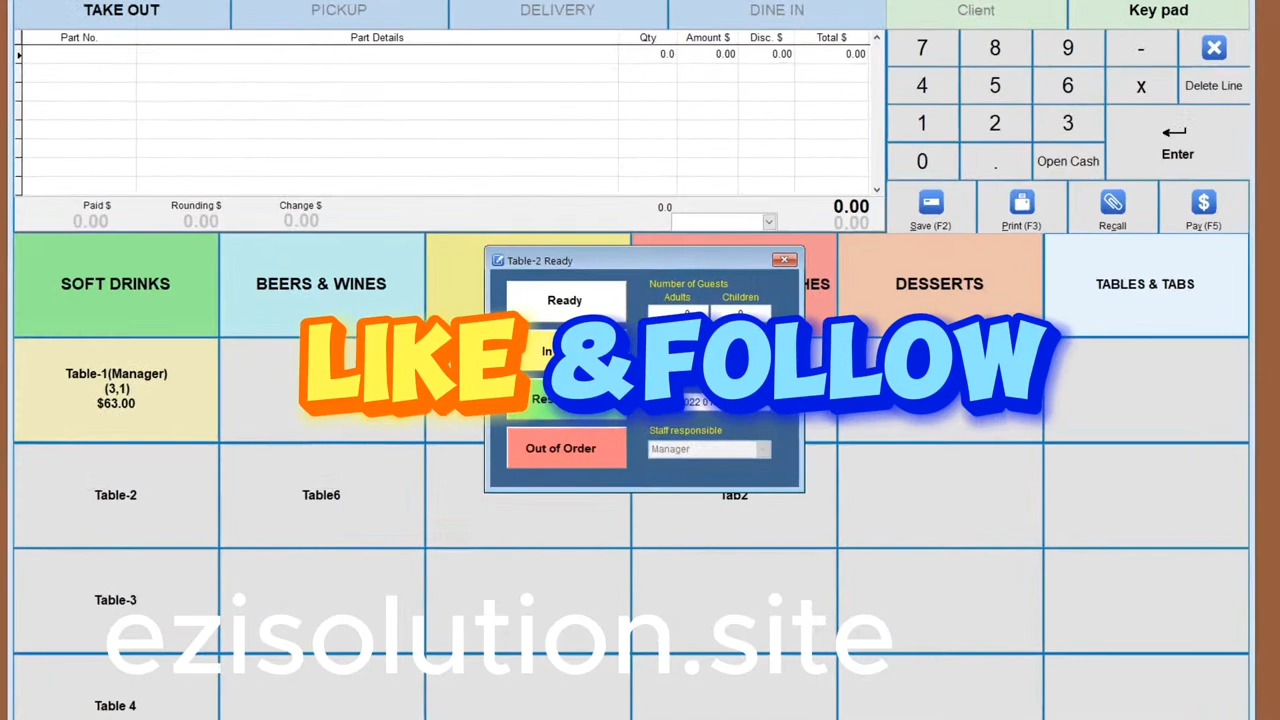 TAKE OUT PICKUP DELIVERY DINE IN Client Key pad
Part No. Part Details Qty Amount $ Disc. $ Total $
0.0 0.00 0.00 0.00
7 8 9 -
4 5 6 x Delete Line
1 2 3
0 . Open Cash Enter
Paid $ Rounding $ Change $
0.00 0.00 0.00 0.0 0.00
0.00
Save (F2) Print (F3) Recall Pay (F5)
SOFT DRINKS BEERS & WINES DESSERTS TABLES & TABS
Table-2 Ready
Ready
Number of Guests
Adults Children
LIKE & FOLLOW
Table-1(Manager)
(3,1)
$63.00
Staff responsible
Out of Order Manager
Table-2 Table6 Tab2
Table-3
ezisolution.site
Table 4